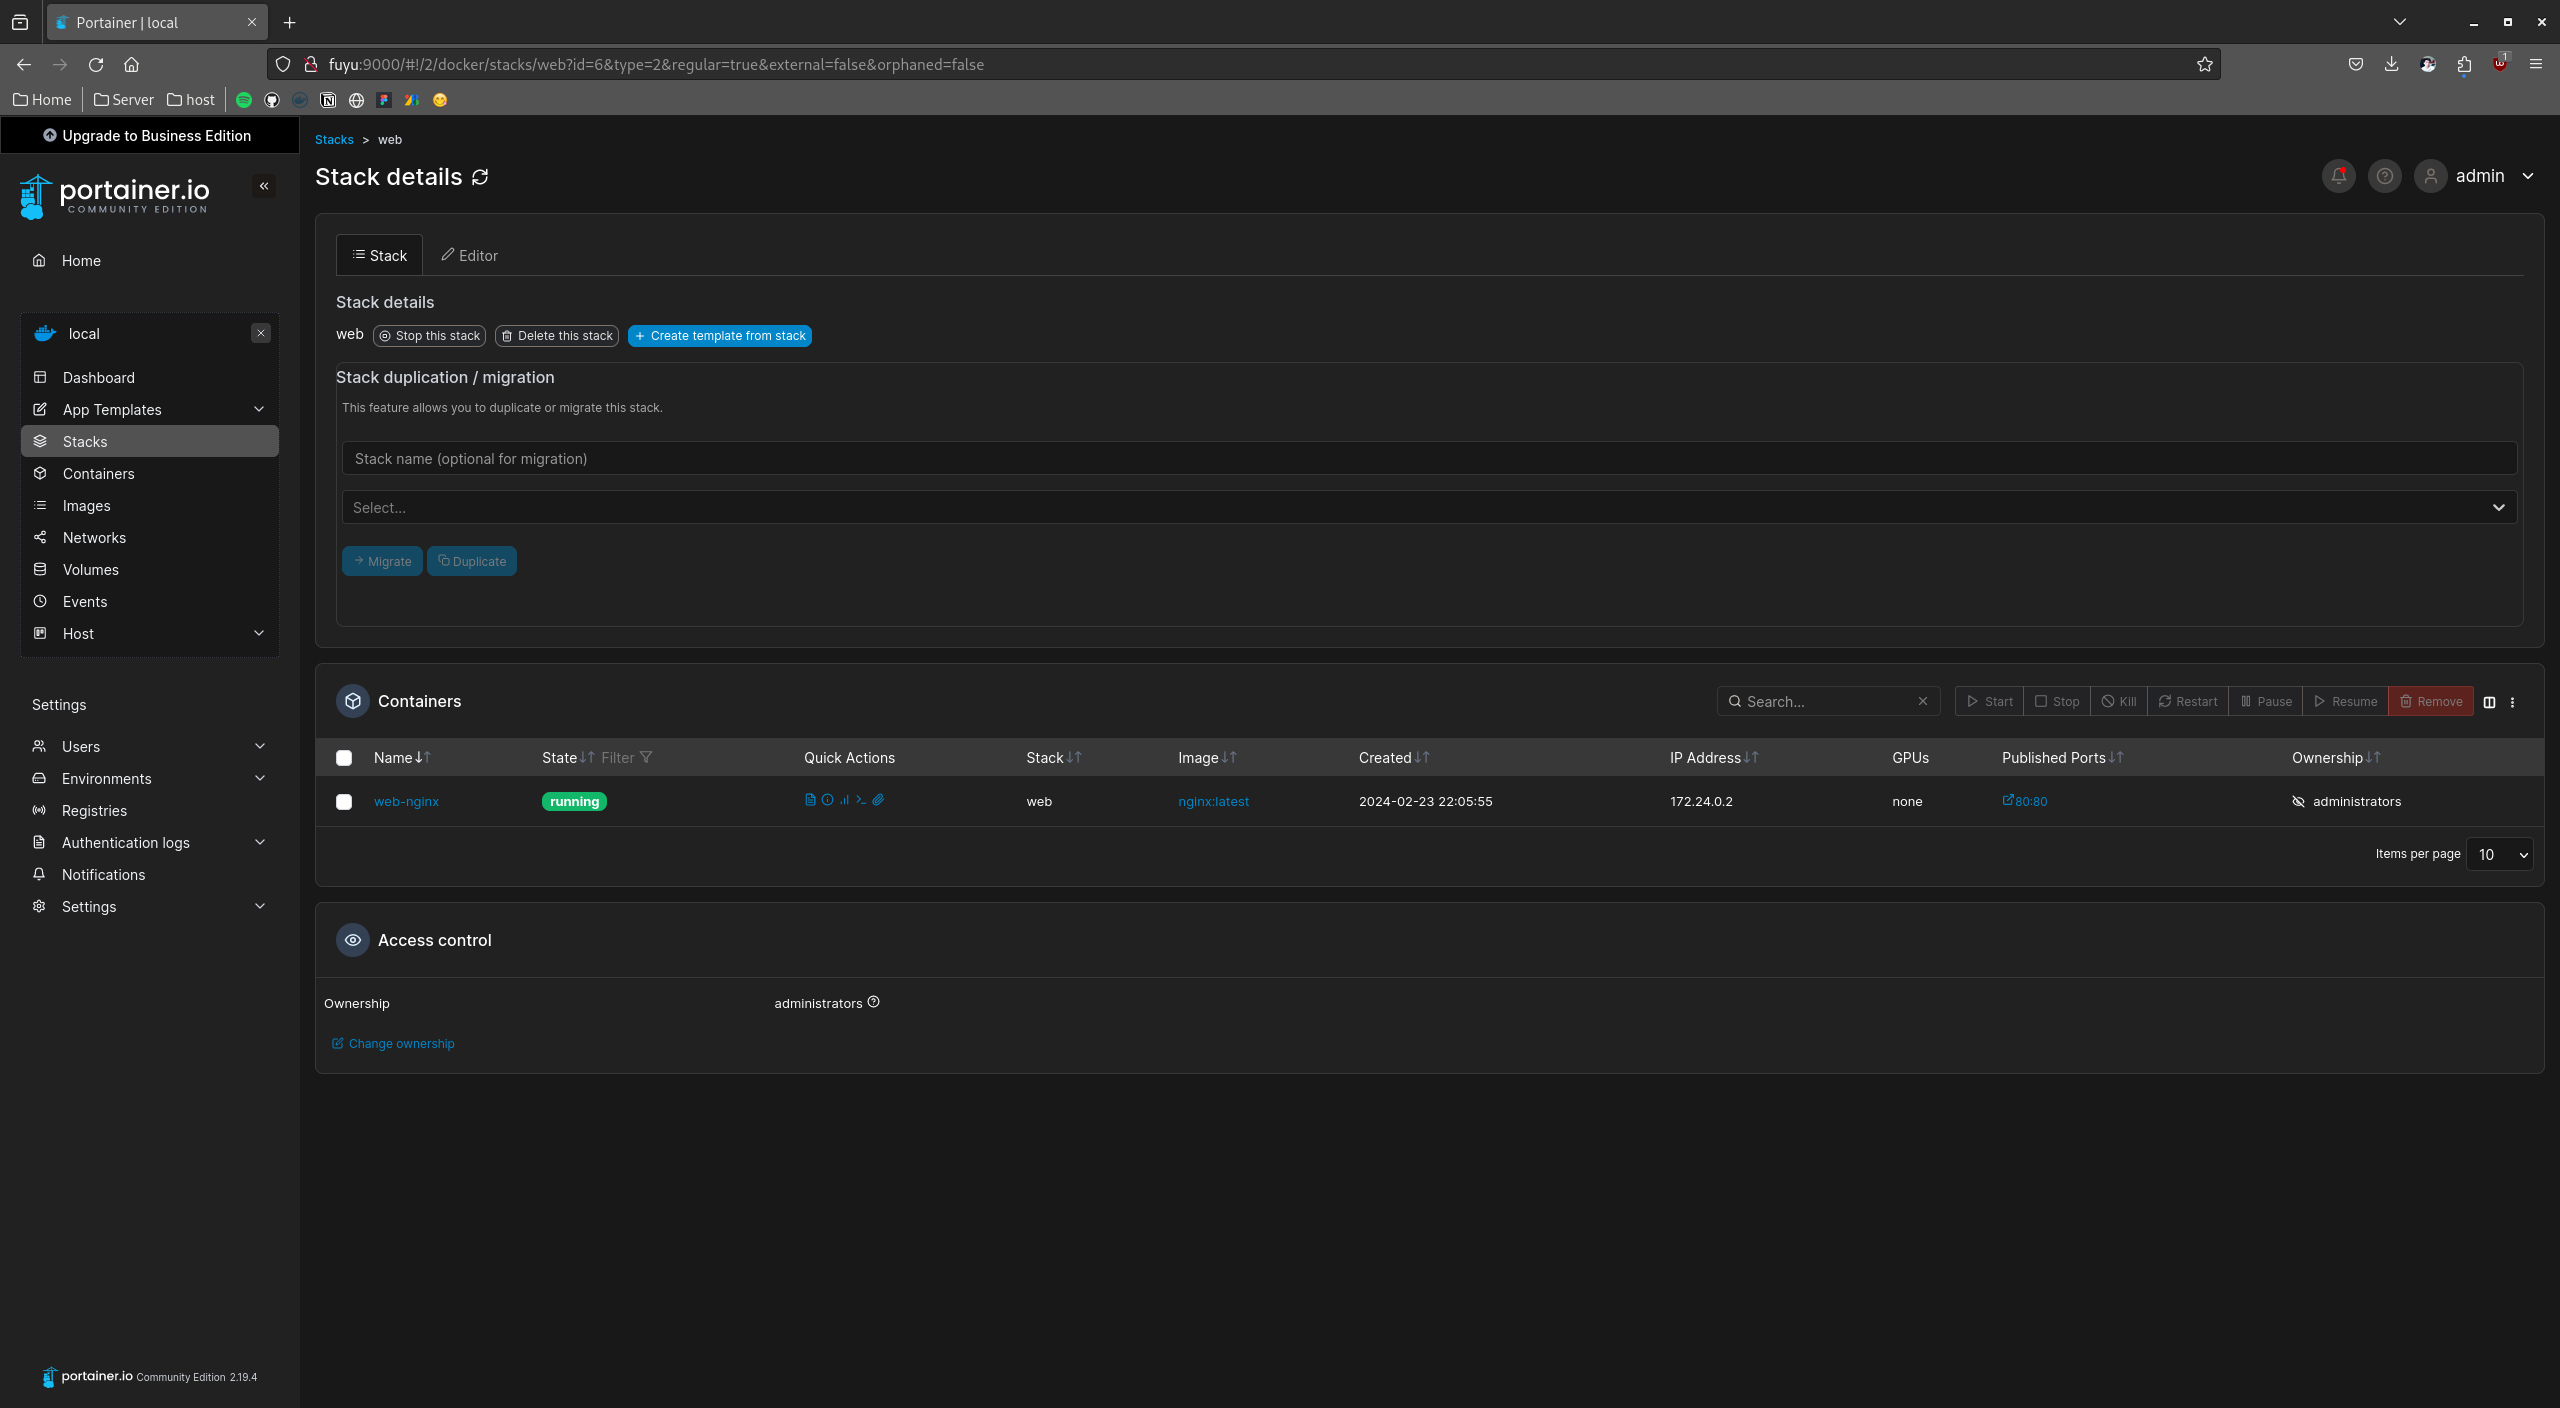 Portainer | local
fuyu:9000/#!/2/docker/stacks/web?id=6&type=2&regular=true&external=false&orphaned=false
1
Home Server host
Upgrade to Business Edition
portainer.io
COMMUNITY EDITION
Home
local
Dashboard
App Templates
Stacks
Containers
Images
Networks
Volumes
Events
Host
Settings
Users
Environments
Registries
Authentication logs
Notifications
Settings
portainer.io Community Edition 2.19.4
Stacks > web
Stack details
admin
Stack Editor
Stack details
web Stop this stack Delete this stack + Create template from stack
Stack duplication / migration
This feature allows you to duplicate or migrate this stack.
Stack name (optional for migration)
Select...
Migrate Duplicate
Containers
Search...
Start Stop Kill Restart Pause Resume Remove
Name State Filter Quick Actions Stack Image Created IP Address GPUs Published Ports Ownership
web-nginx running web nginx:latest 2024-02-23 22:05:55 172.24.0.2 none 80:80 administrators
Items per page 10
Access control
Ownership administrators
Change ownership